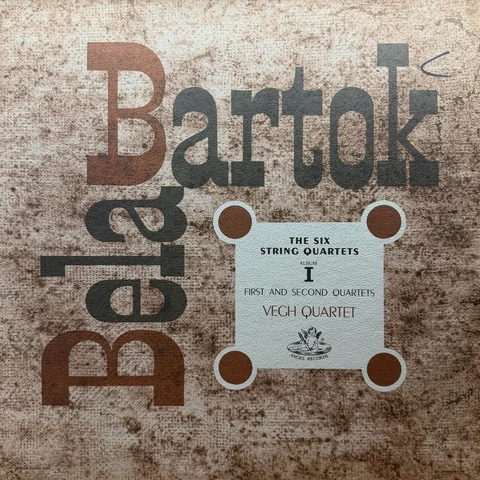 Bela
Bartok
THE SIX
STRING QUARTETS
ALBUM
I
FIRST AND SECOND QUARTETS
VEGH QUARTET
ANGEL RECORDS